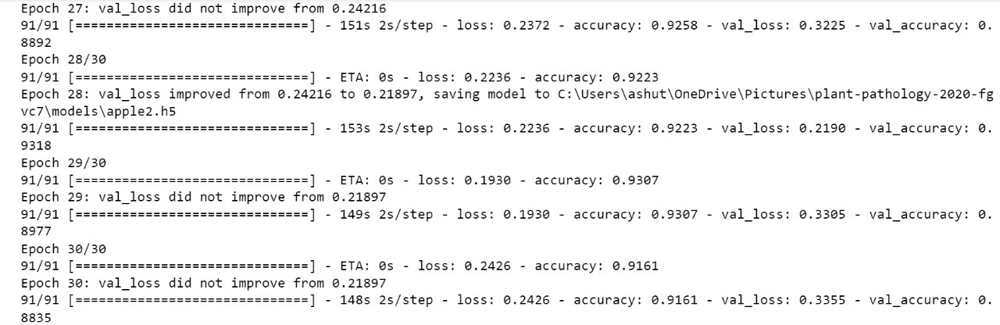 Epoch 27: val_loss did not improve from 0.24216
91/91 [==============================] - 151s 2s/step - loss: 0.2372 - accuracy: 0.9258 - val_loss: 0.3225 - val_accuracy: 0.
8892
Epoch 28/30
91/91 [==============================] - ETA: 0s - loss: 0.2236 - accuracy: 0.9223
Epoch 28: val_loss improved from 0.24216 to 0.21897, saving model to C:\Users\ashut\OneDrive\Pictures\plant-pathology-2020-fg
vc7\models\apple2.h5
91/91 [==============================] - 153s 2s/step - loss: 0.2236 - accuracy: 0.9223 - val_loss: 0.2190 - val_accuracy: 0.
9318
Epoch 29/30
91/91 [==============================] - ETA: 0s - loss: 0.1930 - accuracy: 0.9307
Epoch 29: val_loss did not improve from 0.21897
91/91 [==============================] - 149s 2s/step - loss: 0.1930 - accuracy: 0.9307 - val_loss: 0.3305 - val_accuracy: 0.
8977
Epoch 30/30
91/91 [==============================] - ETA: 0s - loss: 0.2426 - accuracy: 0.9161
Epoch 30: val_loss did not improve from 0.21897
91/91 [==============================] - 148s 2s/step - loss: 0.2426 - accuracy: 0.9161 - val_loss: 0.3355 - val_accuracy: 0.
8835